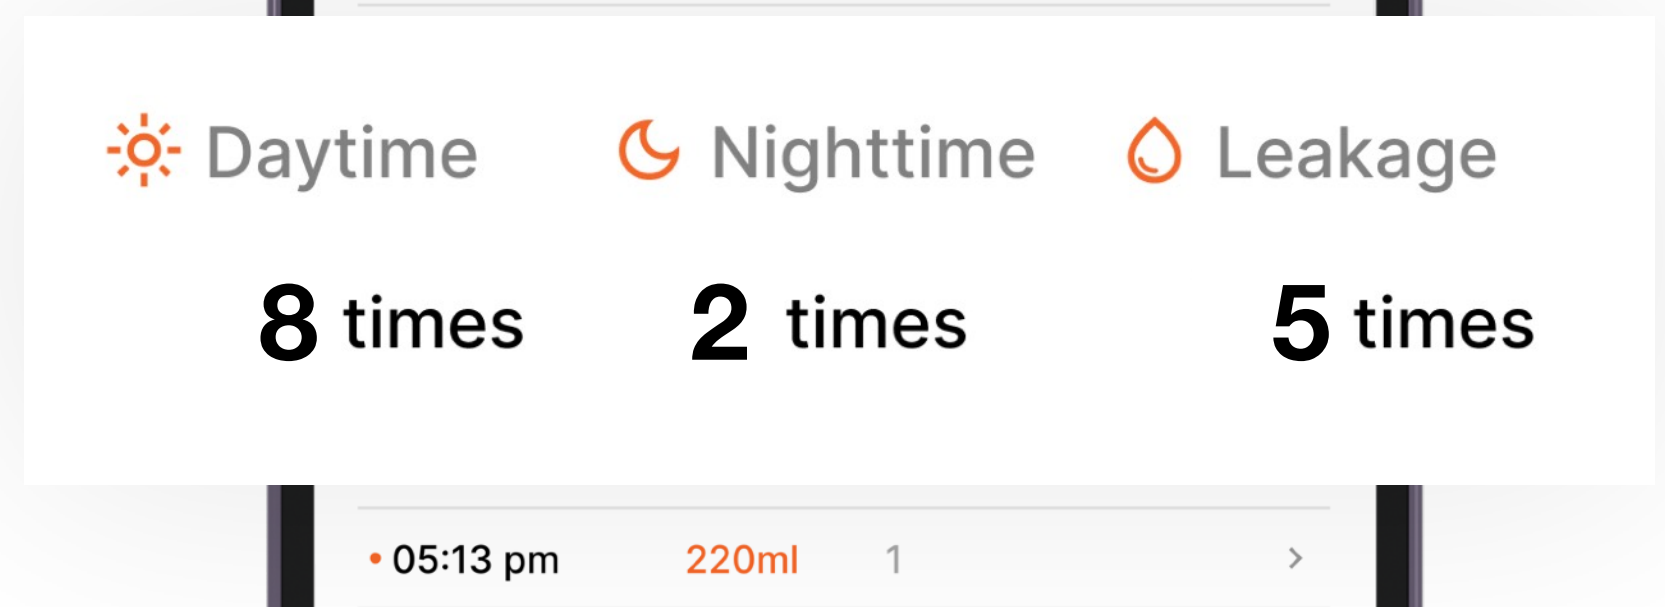 Daytime Nighttime Leakage
8 times 2 times 5 times
• 05:13 pm 220ml 1